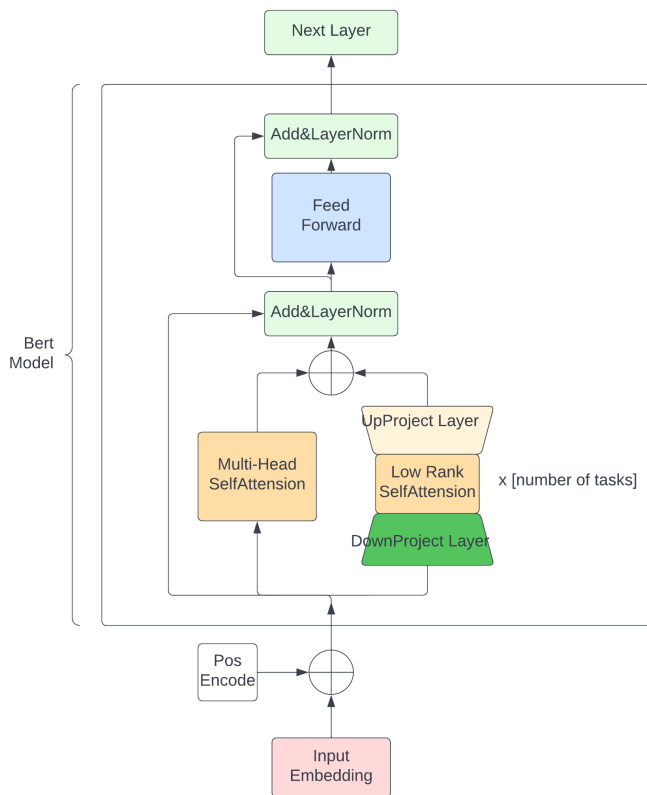 Next Layer
Add&LayerNorm
Feed
Forward
Add&LayerNorm
Bert
Model
UpProject Layer
Multi-Head
SelfAttension
Low Rank
SelfAttension
x [number of tasks]
DownProject Layer
Pos
Encode
Input
Embedding